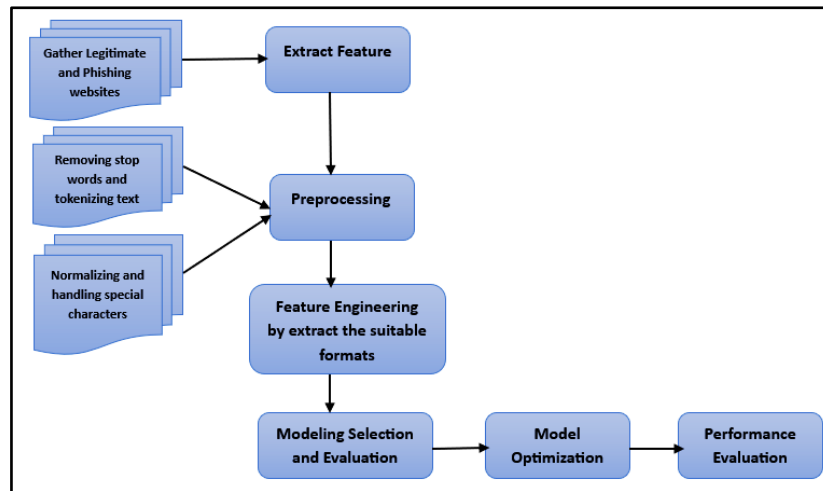 Gather Legitimate
and Phishing
websites
Extract Feature
Removing stop
words and
tokenizing text
Preprocessing
Normalizing and
handling special
characters
Feature Engineering
by extract the suitable
formats
Modeling Selection
and Evaluation
Model
Optimization
Performance
Evaluation